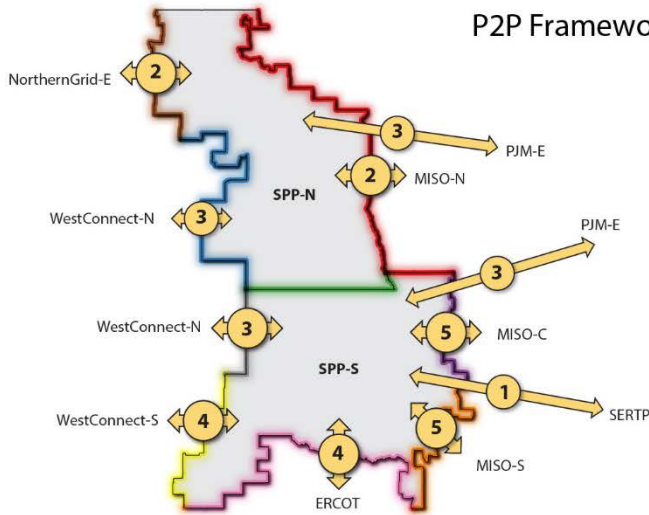 P2P Framewo
NorthernGrid-E
2
3
PJM-E
2
MISO-N
SPP-N
WestConnect-N
3
PJM-E
3
WestConnect-N
3
5
MISO-C
SPP-S
1
SERTP
WestConnect-S
4
4
5
MISO-S
ERCOT